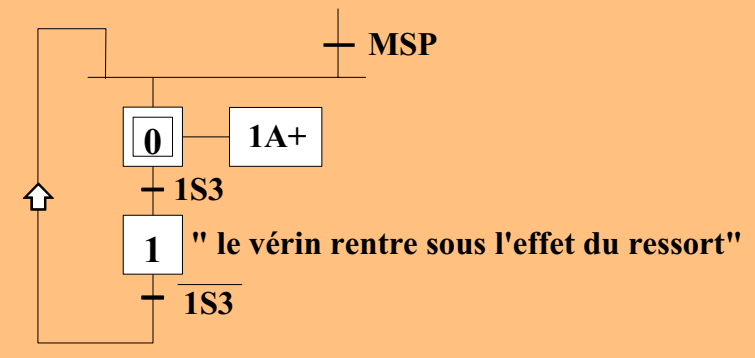 MSP
0
1A+
1S3
1
" le vérin rentre sous l'effet du ressort"
1S3